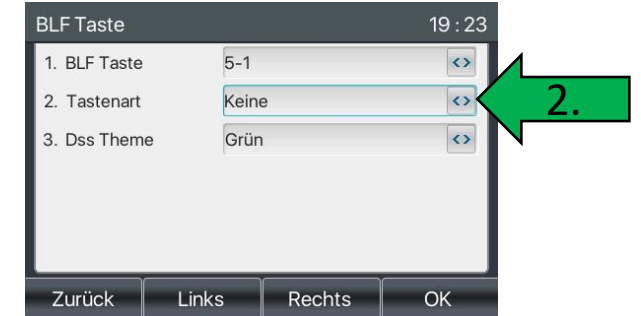 BLF Taste 19 : 23
1. BLF Taste 5-1 <>
2. Tastenart Keine <>
3. Dss Theme Grün <>
2.
Zurück Links Rechts OK